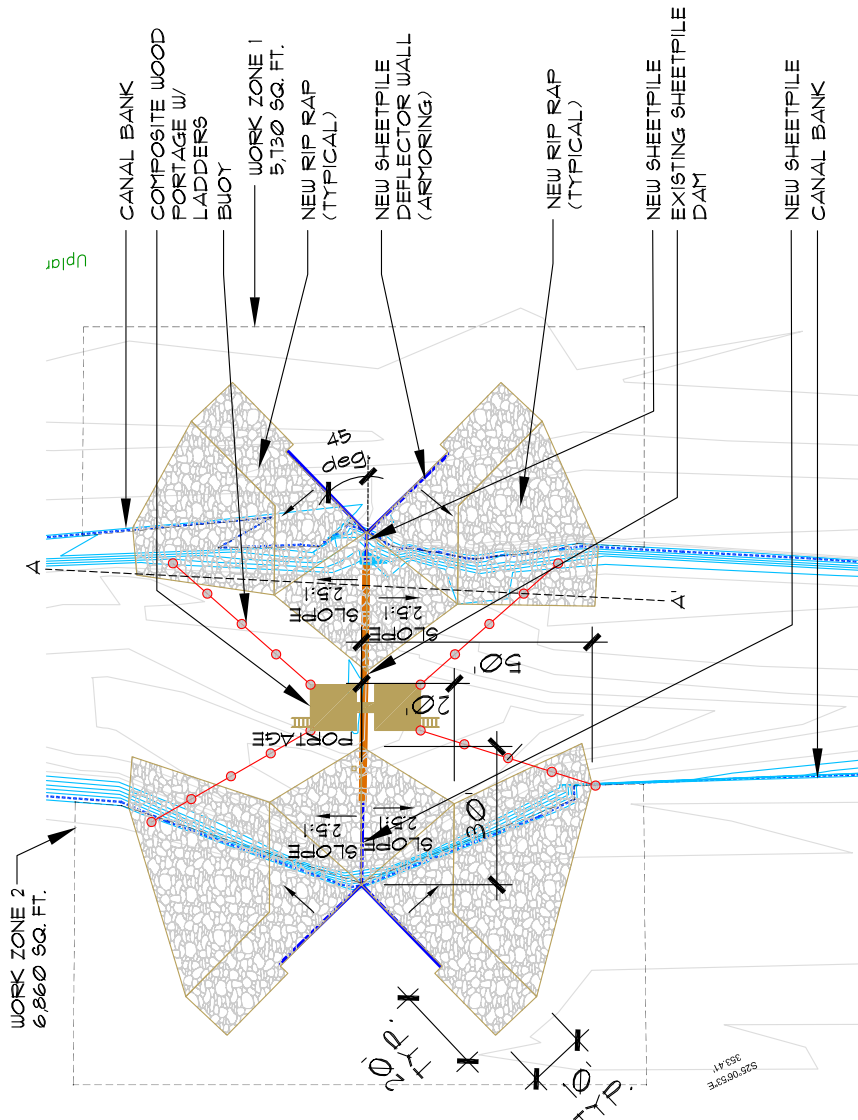 CANAL BANK
COMPOSITE WOOD
PORTAGE W/
LADDERS
BUOY
WORK ZONE 1
5,130 SQ. FT.
NEW RIP RAP
(TYPICAL)
NEW SHEETPILE
DEFLECTOR WALL
(ARMORING)
NEW RIP RAP
(TYPICAL)
NEW SHEETPILE
EXISTING SHEETPILE
DAM
NEW SHEETPILE
CANAL BANK
Uplar
45
deg.
A
A'
2.5:1
SLOPE
2.5:1
SLOPE
50'
20'
PORTAGE
30'
2.5:1
SLOPE
2.5:1
SLOPE
WORK ZONE 2
6,860 SQ. FT.
20'
TYP.
10'
TYP.
S25°06'53"E
353.41'